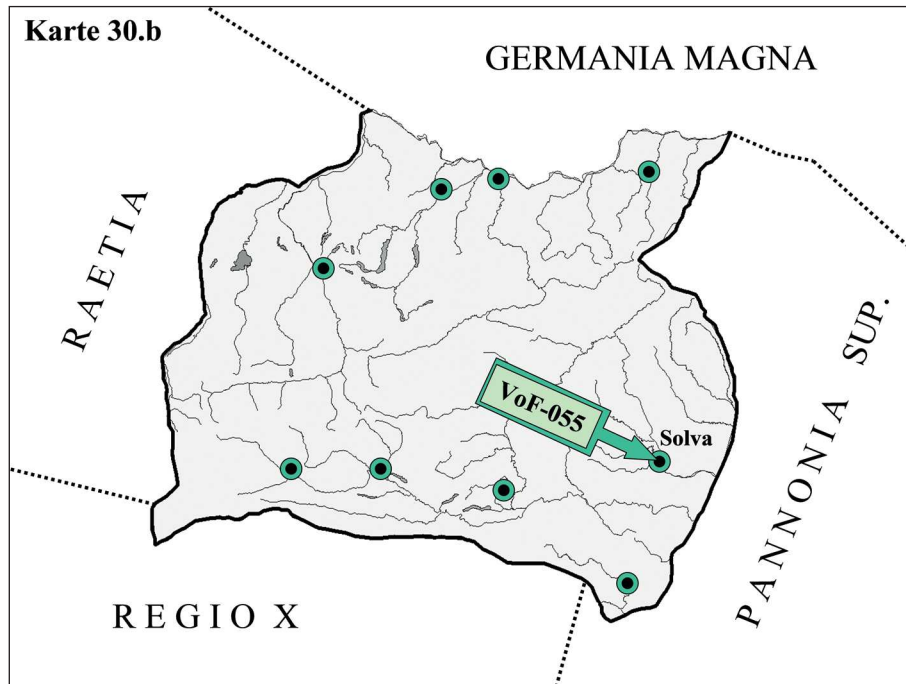 Karte 30.b
GERMANIA MAGNA
RAETIA
PANNONIA SUP.
VoF-055
Solva
REGIO X